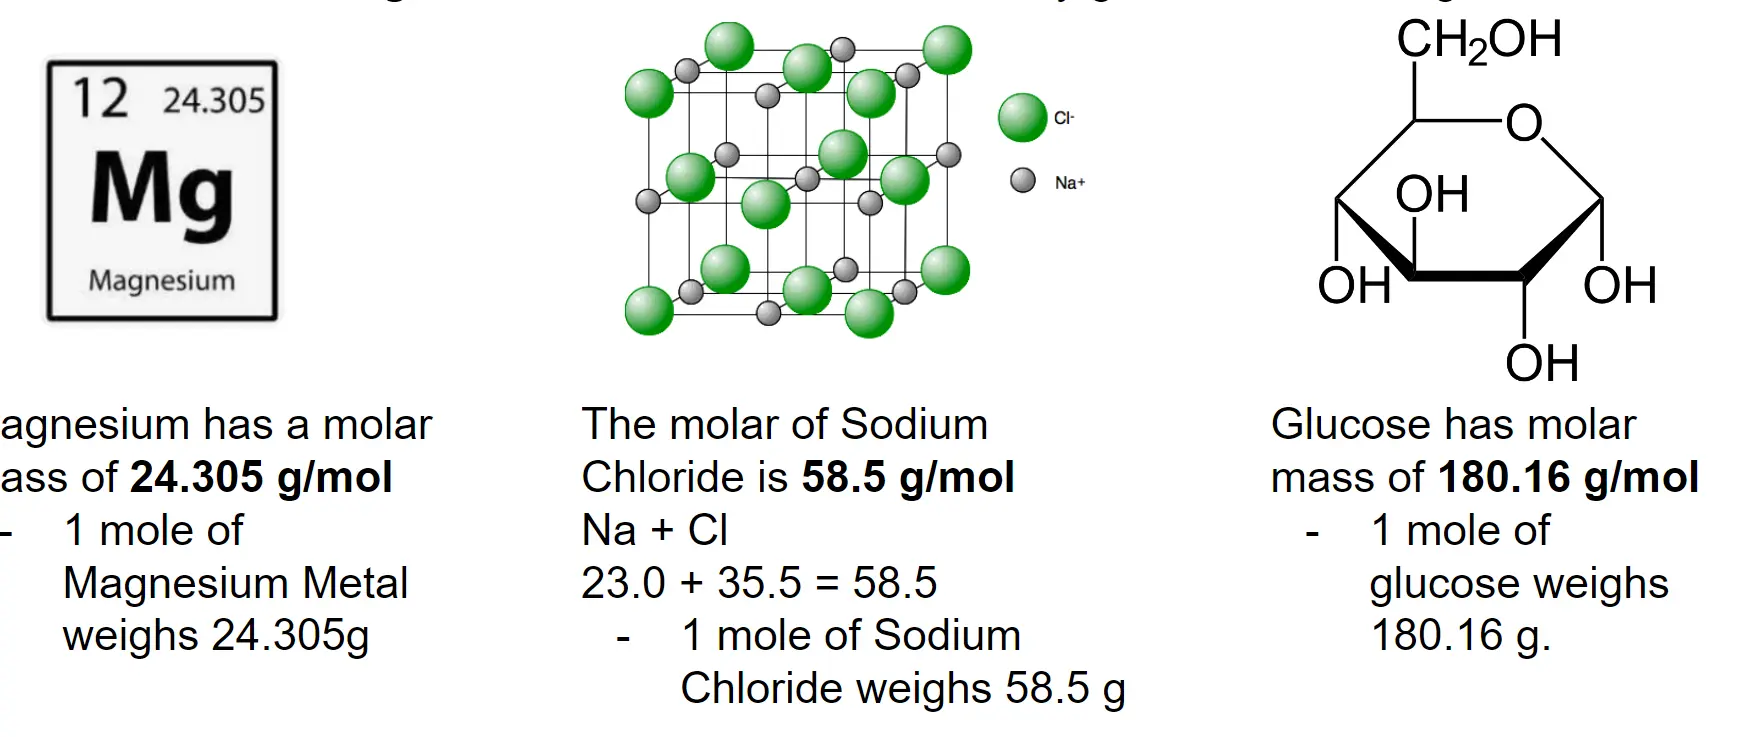 12 24.305
Mg
Magnesium
Cl-
Na+
CH₂OH
O
OH
OH
OH
OH
agnesium has a molar
ass of 24.305 g/mol
- 1 mole of
Magnesium Metal
weighs 24.305g
The molar of Sodium
Chloride is 58.5 g/mol
Na + Cl
23.0 + 35.5 = 58.5
- 1 mole of Sodium
Chloride weighs 58.5 g
Glucose has molar
mass of 180.16 g/mol
- 1 mole of
glucose weighs
180.16 g.